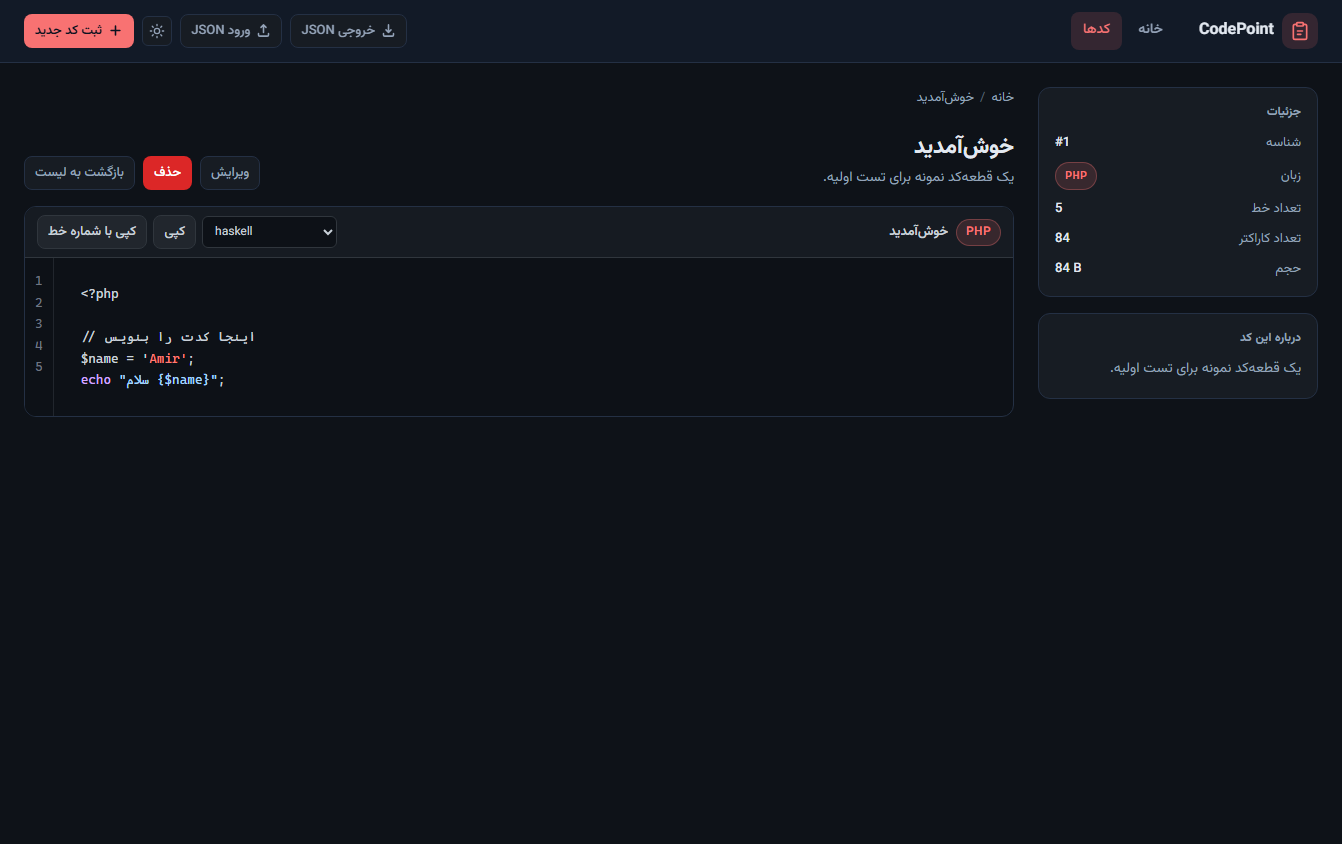 CodePoint
خانه
کدها
خروجی JSON
ورود JSON
ثبت کد جدید
جزئیات
شناسه #1
زبان PHP
تعداد خط 5
تعداد کاراکتر 84
حجم 84 B
درباره این کد
یک قطعه‌کد نمونه برای تست اولیه.
خانه / خوش‌آمدید
خوش‌آمدید
یک قطعه‌کد نمونه برای تست اولیه.
ویرایش
حذف
بازگشت به لیست
PHP خوش‌آمدید
haskell
کپی
کپی با شماره خط
1
2
3
4
5
<?php
// اینجا کدت را بنویس
$name = 'Amir';
echo "سلام {$name}";